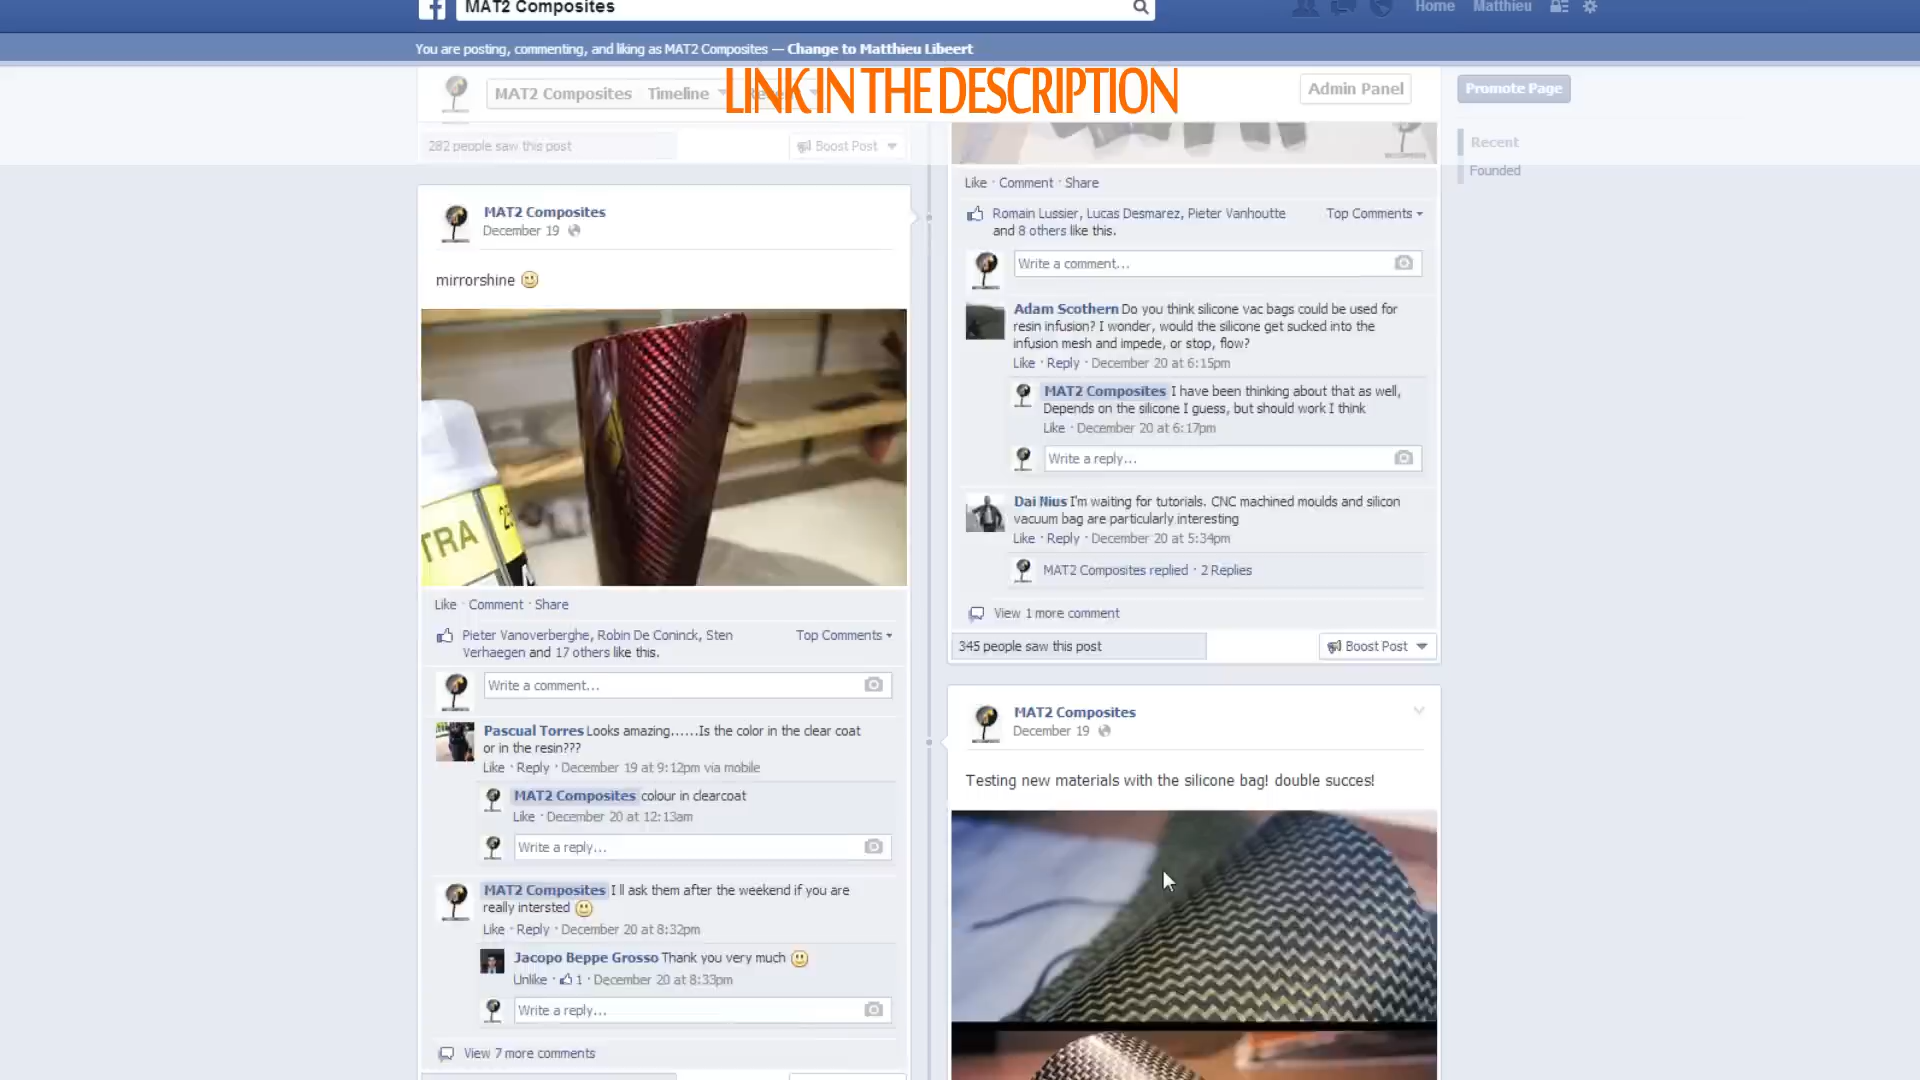 MAT2 Composites
Home
Matthieu
You are posting, commenting, and liking as MAT2 Composites — Change to Matthieu Libeert
LINK IN THE DESCRIPTION
MAT2 Composites
Timeline
Admin Panel
Promote Page
Recent
Founded
282 people saw this post
Boost Post
MAT2 Composites
December 19
mirrorshine
TRA
Like · Comment · Share
Pieter Vanoverberghe, Robin De Coninck, Sten
Verhaegen and 17 others like this.
Top Comments
Write a comment...
Pascual Torres Looks amazing......Is the color in the clear coat
or in the resin???
Like · Reply · December 19 at 9:12pm via mobile
MAT2 Composites colour in clearcoat
Like · December 20 at 12:13am
Write a reply...
MAT2 Composites I ll ask them after the weekend if you are
really intersted
Like · Reply · December 20 at 8:32pm
Jacopo Beppe Grosso Thank you very much
Unlike · 1 · December 20 at 8:33pm
Write a reply...
View 7 more comments
Like · Comment · Share
Romain Lussier, Lucas Desmarez, Pieter Vanhoutte
and 8 others like this.
Top Comments
Write a comment...
Adam Scothern Do you think silicone vac bags could be used for
resin infusion? I wonder, would the silicone get sucked into the
infusion mesh and impede, or stop, flow?
Like · Reply · December 20 at 6:15pm
MAT2 Composites I have been thinking about that as well,
Depends on the silicone I guess, but should work I think
Like · December 20 at 6:17pm
Write a reply...
Dai Nius I'm waiting for tutorials. CNC machined moulds and silicon
vacuum bag are particularly interesting
Like · Reply · December 20 at 5:34pm
MAT2 Composites replied · 2 Replies
View 1 more comment
345 people saw this post
Boost Post
MAT2 Composites
December 19
Testing new materials with the silicone bag! double succes!